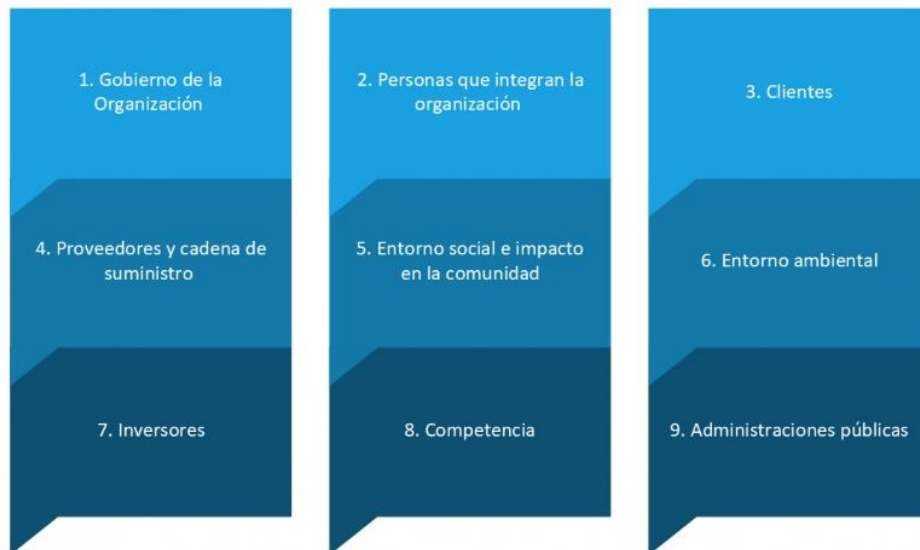 1. Gobierno de la
Organización
2. Personas que integran la
organización
3. Clientes
4. Proveedores y cadena de
suministro
5. Entorno social e impacto
en la comunidad
6. Entorno ambiental
7. Inversores
8. Competencia
9. Administraciones públicas